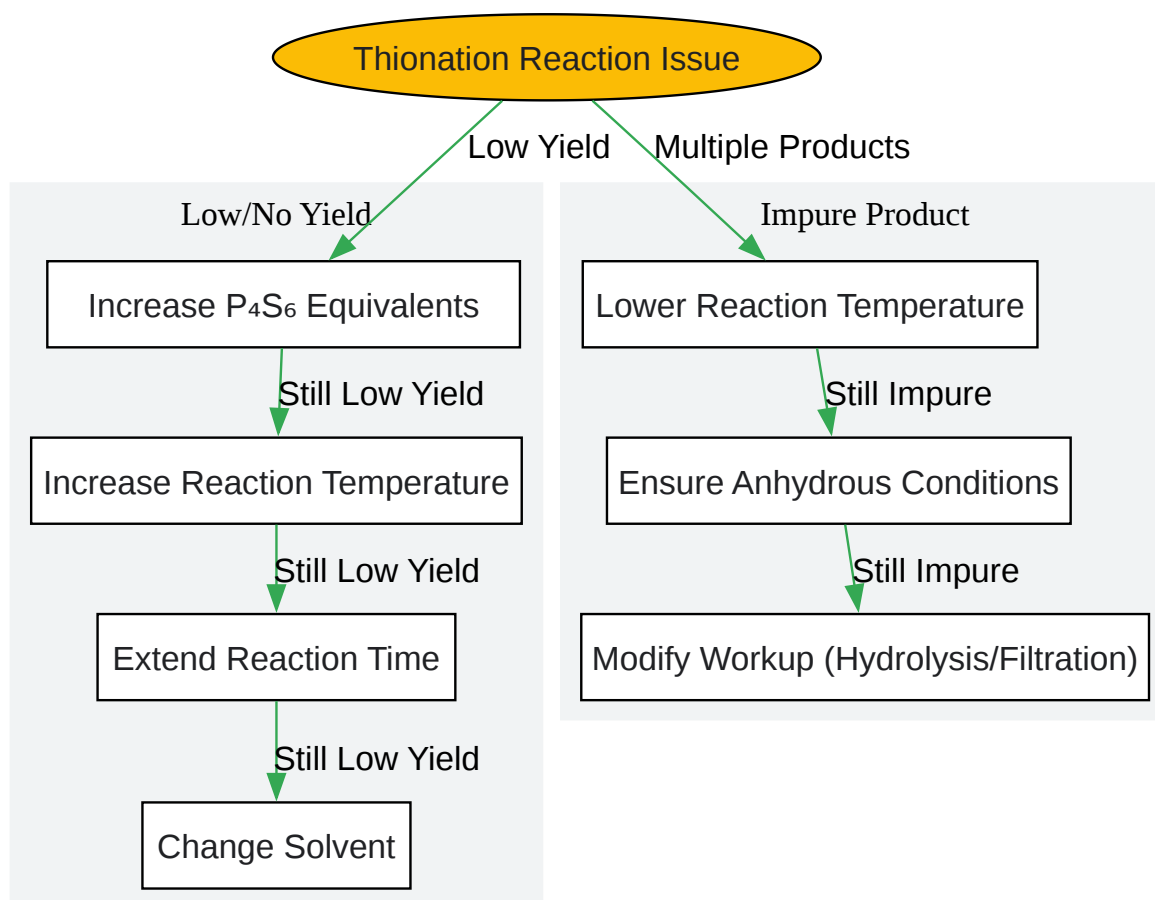 Thionation Reaction Issue
Low Yield
Multiple Products
Low/No Yield
Impure Product
Increase P₄S₆ Equivalents
Lower Reaction Temperature
Still Low Yield
Still Impure
Increase Reaction Temperature
Ensure Anhydrous Conditions
Still Low Yield
Still Impure
Extend Reaction Time
Modify Workup (Hydrolysis/Filtration)
Still Low Yield
Change Solvent